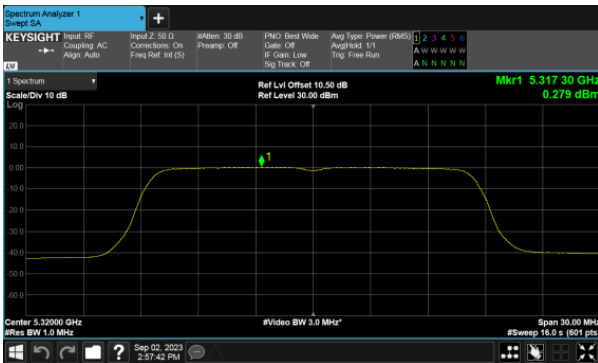 Spectrum Analyzer 1
Swept SA
+
KEYSIGHT
Input: RF
Coupling: AC
Align: Auto
Input Z: 50 Ω
Corrections: On
Freq Ref: Int (S)
#Atten: 30 dB
Preamp: Off
PNO: Best Wide
Gate: Off
IF Gain: Low
Sig Track: Off
Avg Type: Power (RMS)
Avg|Hold: 1/1
Trig: Free Run
1 2 3 4 5 6
A W W W W W
A N N N N N
1 Spectrum
Scale/Div 10 dB
Log
Ref Lvl Offset 10.50 dB
Ref Level 30.00 dBm
Mkr1 5.317 30 GHz
0.279 dBm
20.0
10.0
0.00
-10.0
-20.0
-30.0
-40.0
-50.0
-60.0
1
Center 5.32000 GHz
#Res BW 1.0 MHz
#Video BW 3.0 MHz*
Span 30.00 MHz
#Sweep 16.0 s (601 pts)
?
Sep 02, 2023
2:57:42 PM